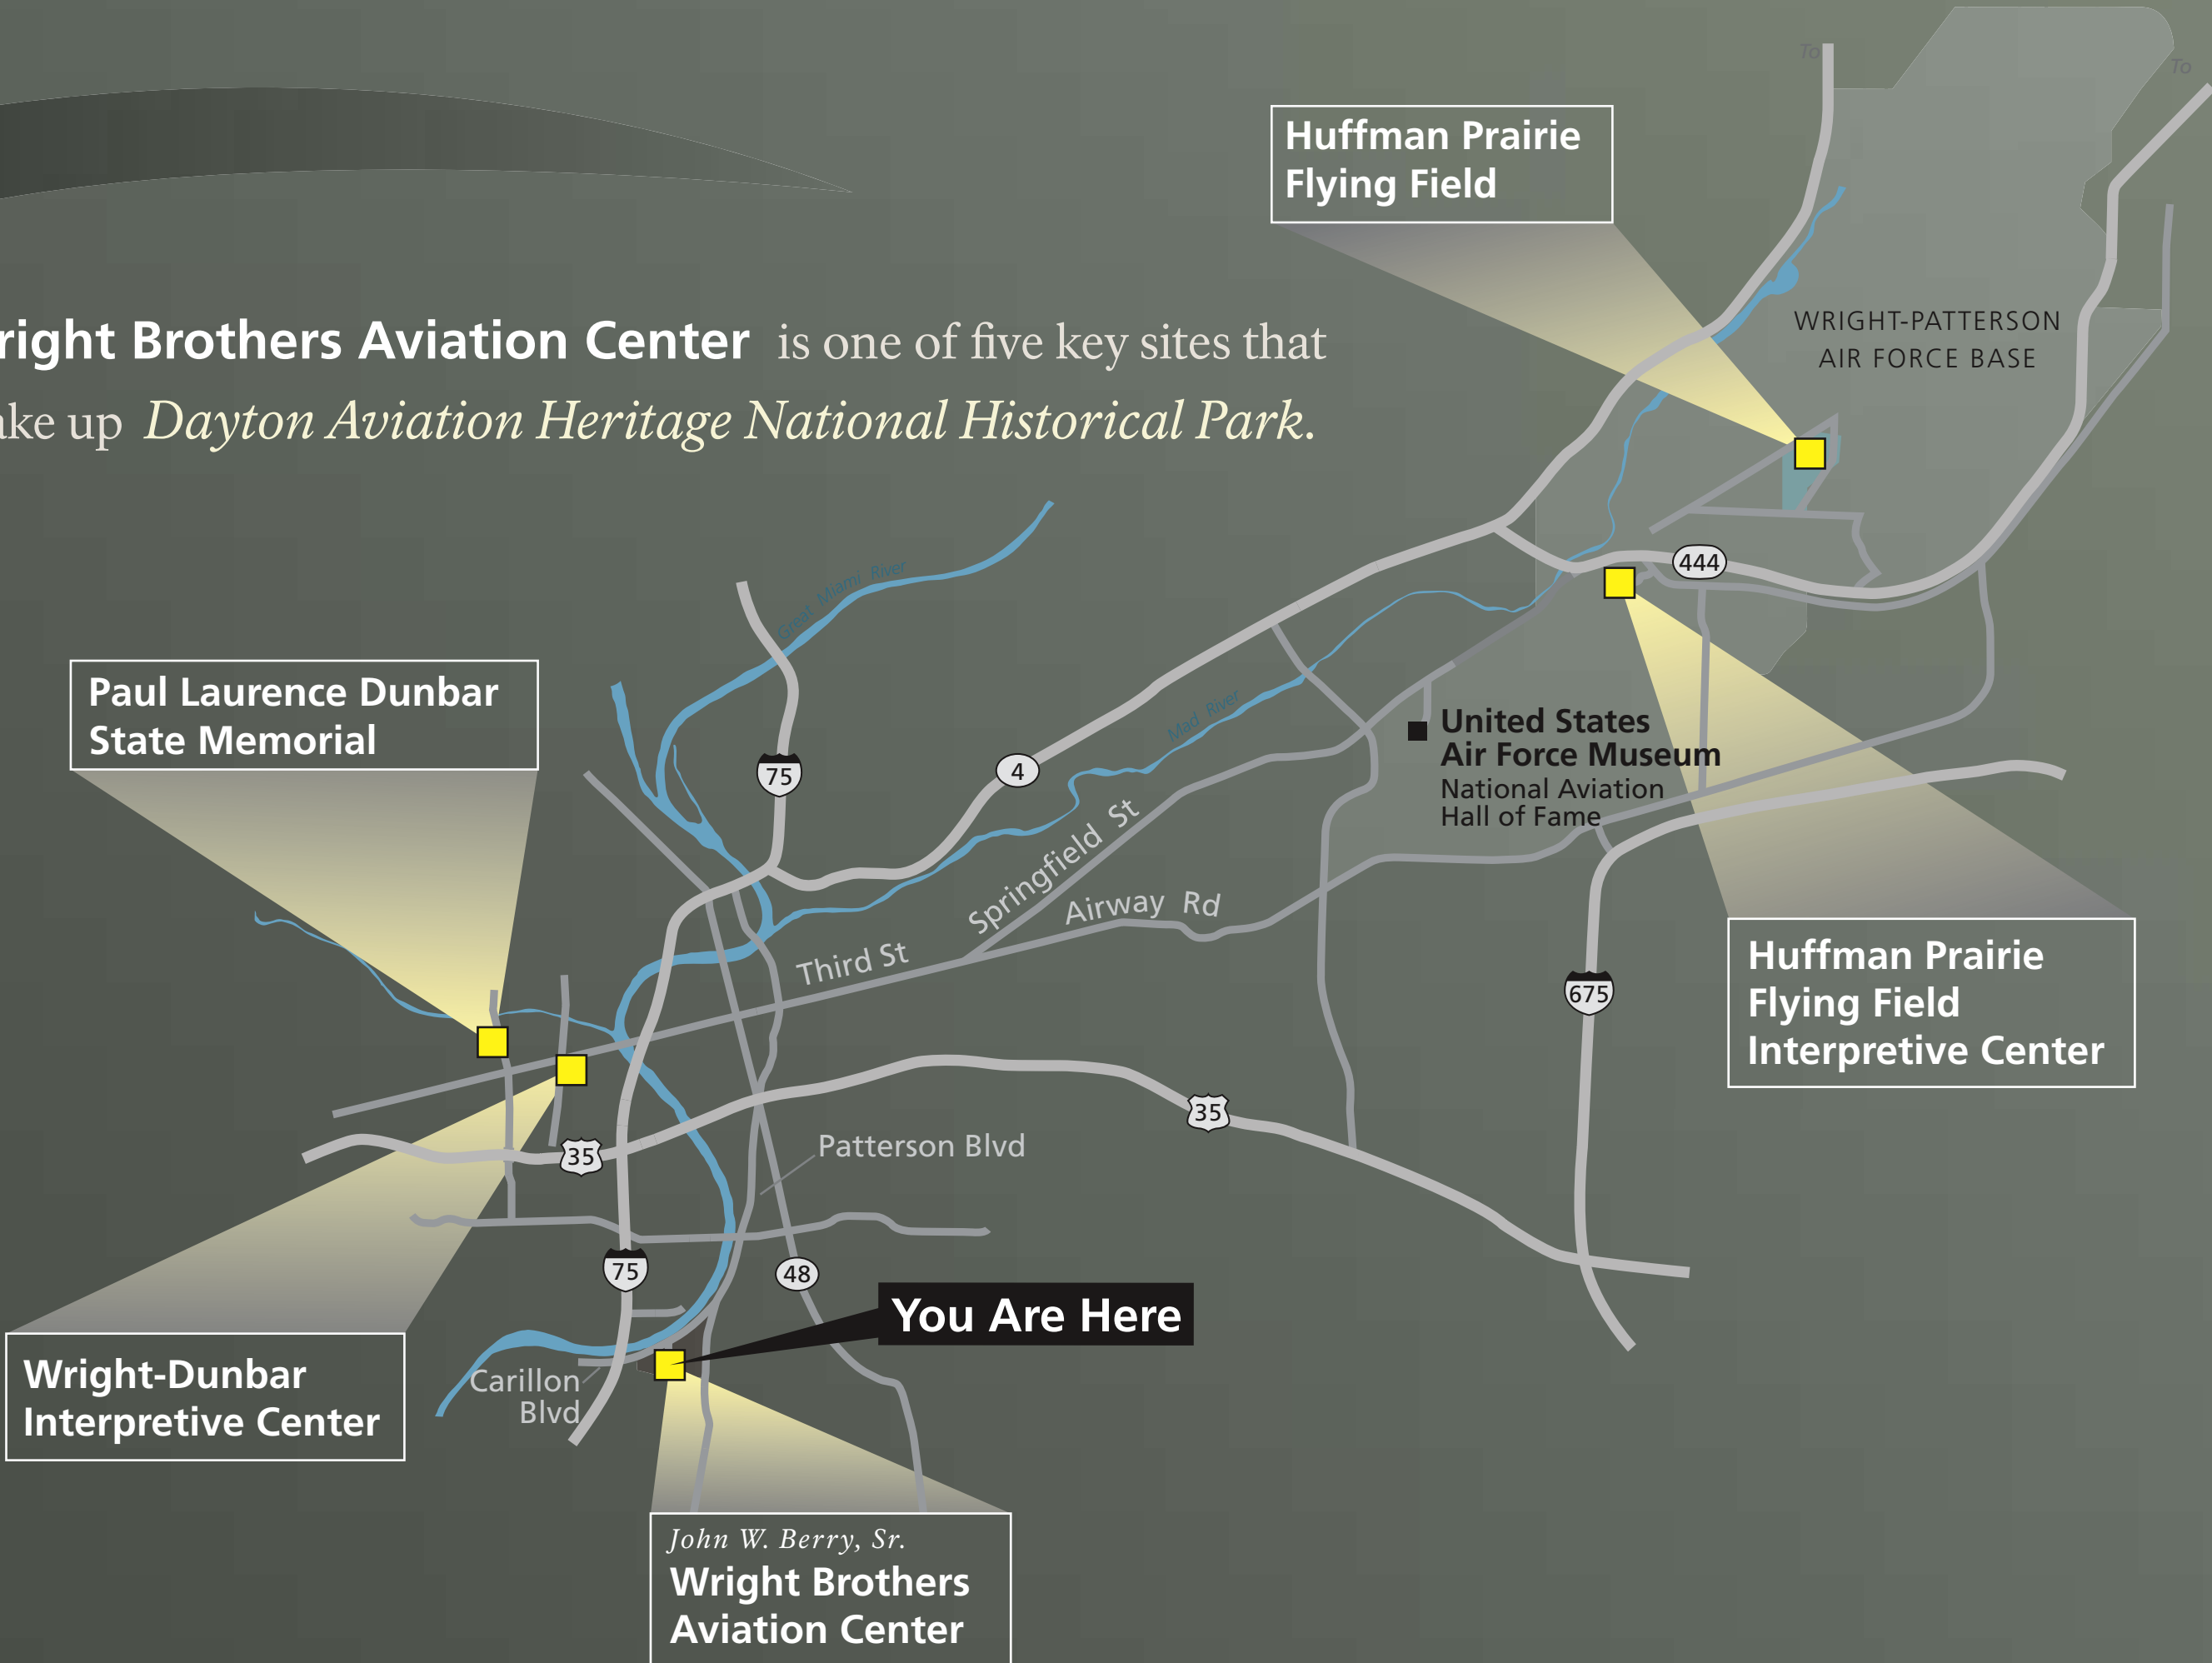 To
To
Huffman Prairie
Flying Field
WRIGHT-PATTERSON
AIR FORCE BASE
right Brothers Aviation Center is one of five key sites that
ake up Dayton Aviation Heritage National Historical Park.
444
Great Miami River
Paul Laurence Dunbar
State Memorial
75
4
Mad River
United States
Air Force Museum
National Aviation
Hall of Fame
Springfield St
Airway Rd
Third St
675
Huffman Prairie
Flying Field
Interpretive Center
35
35
Patterson Blvd
75
48
You Are Here
Wright-Dunbar
Interpretive Center
Carillon
Blvd
John W. Berry, Sr.
Wright Brothers
Aviation Center